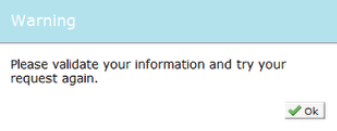 Warning
Please validate your information and try your
request again.
Ok